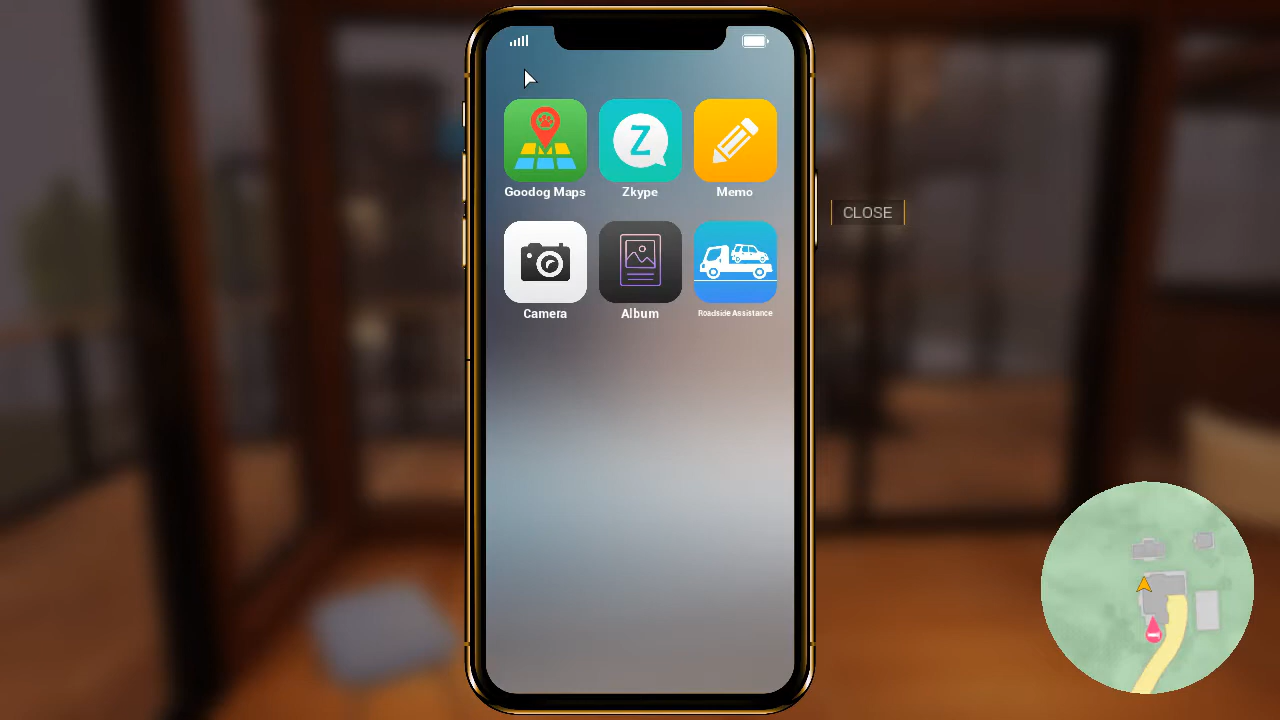 Goodog Maps
Z
Zkype
Memo
CLOSE
Camera
Album
Roadside Assistance